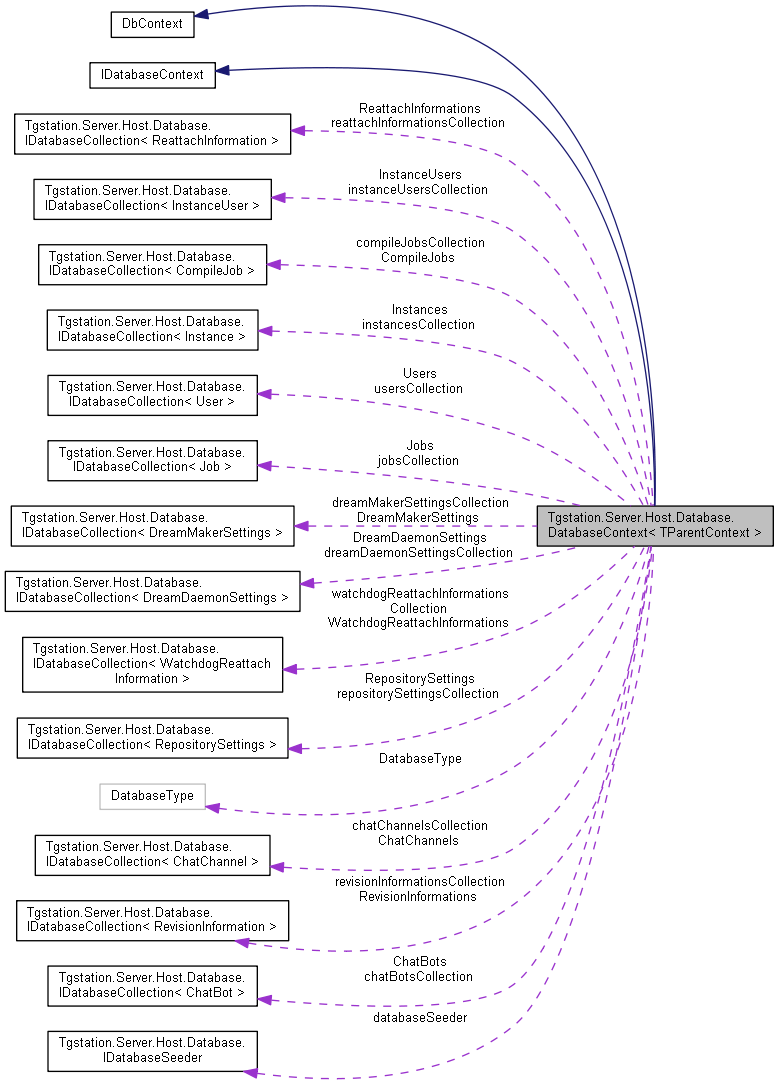 DbContext
IDatabaseContext
ReattachInformations
reattachInformationsCollection
Tgstation.Server.Host.Database.
IDatabaseCollection< ReattachInformation >
InstanceUsers
instanceUsersCollection
Tgstation.Server.Host.Database.
IDatabaseCollection< InstanceUser >
compileJobsCollection
CompileJobs
Tgstation.Server.Host.Database.
IDatabaseCollection< CompileJob >
Instances
instancesCollection
Tgstation.Server.Host.Database.
IDatabaseCollection< Instance >
Users
usersCollection
Tgstation.Server.Host.Database.
IDatabaseCollection< User >
Jobs
jobsCollection
Tgstation.Server.Host.Database.
IDatabaseCollection< Job >
dreamMakerSettingsCollection
DreamMakerSettings
Tgstation.Server.Host.Database.
IDatabaseCollection< DreamMakerSettings >
Tgstation.Server.Host.Database.
DatabaseContext< TParentContext >
DreamDaemonSettings
dreamDaemonSettingsCollection
Tgstation.Server.Host.Database.
IDatabaseCollection< DreamDaemonSettings >
watchdogReattachInformations
Collection
WatchdogReattachInformations
Tgstation.Server.Host.Database.
IDatabaseCollection< WatchdogReattach
Information >
RepositorySettings
repositorySettingsCollection
Tgstation.Server.Host.Database.
IDatabaseCollection< RepositorySettings >
DatabaseType
DatabaseType
chatChannelsCollection
ChatChannels
Tgstation.Server.Host.Database.
IDatabaseCollection< ChatChannel >
revisionInformationsCollection
RevisionInformations
Tgstation.Server.Host.Database.
IDatabaseCollection< RevisionInformation >
ChatBots
chatBotsCollection
Tgstation.Server.Host.Database.
IDatabaseCollection< ChatBot >
databaseSeeder
Tgstation.Server.Host.Database.
IDatabaseSeeder